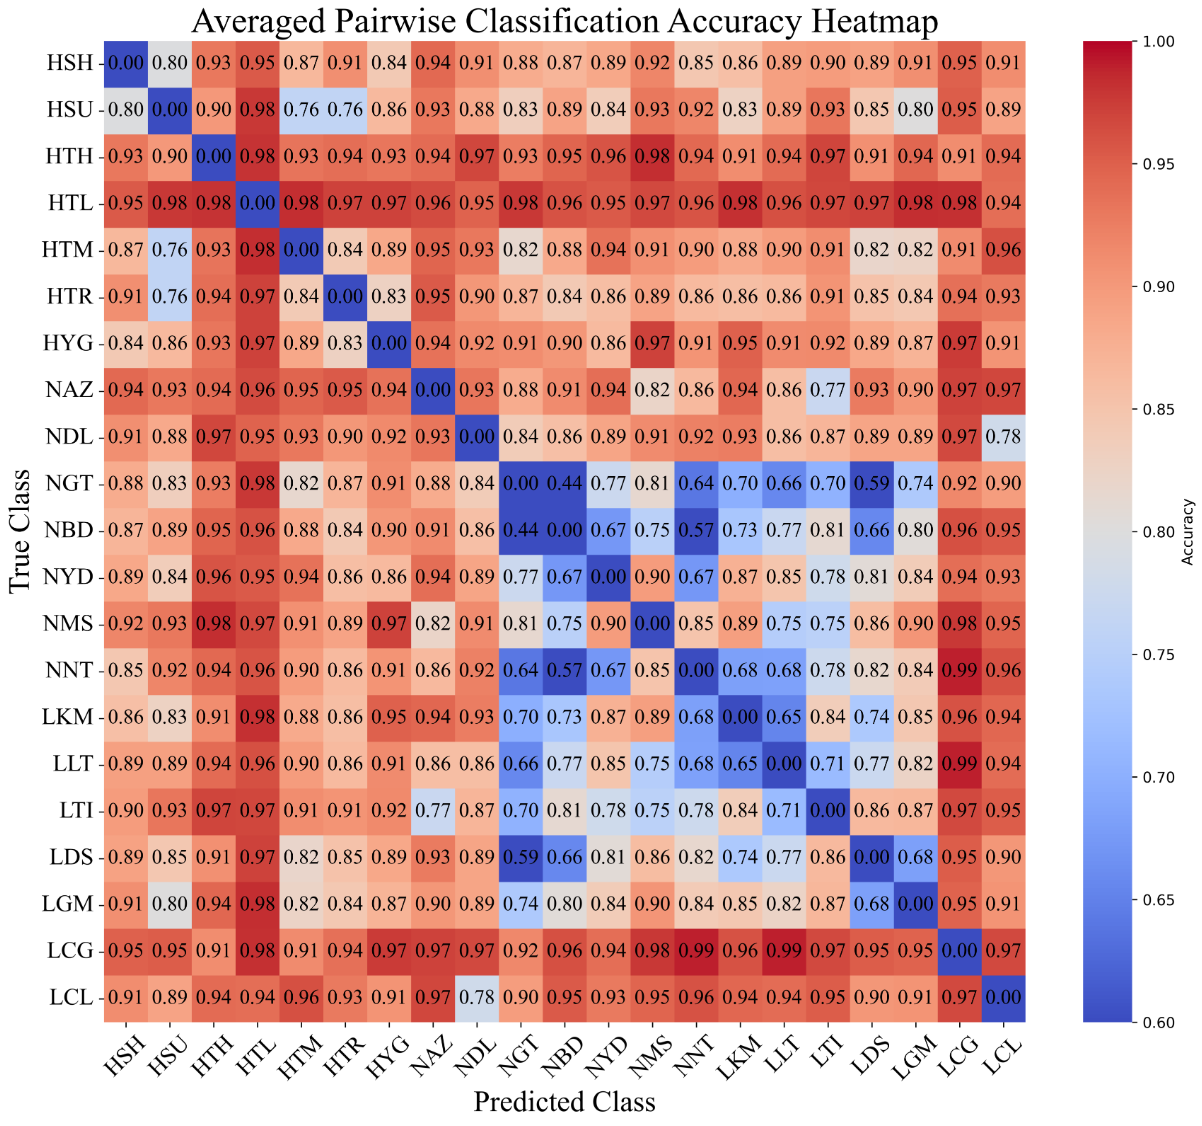 Averaged Pairwise Classification Accuracy Heatmap
HSH 0.00 0.80 0.93 0.95 0.87 0.91 0.84 0.94 0.91 0.88 0.87 0.89 0.92 0.85 0.86 0.89 0.90 0.89 0.91 0.95 0.91
HSU 0.80 0.00 0.90 0.98 0.76 0.76 0.86 0.93 0.88 0.83 0.89 0.84 0.93 0.92 0.83 0.89 0.93 0.85 0.80 0.95 0.89
HTH 0.93 0.90 0.00 0.98 0.93 0.94 0.93 0.94 0.97 0.93 0.95 0.96 0.98 0.94 0.91 0.94 0.97 0.91 0.94 0.91 0.94
HTL 0.95 0.98 0.98 0.00 0.98 0.97 0.97 0.96 0.95 0.98 0.96 0.95 0.97 0.96 0.98 0.96 0.97 0.97 0.98 0.98 0.94
HTM 0.87 0.76 0.93 0.98 0.00 0.84 0.89 0.95 0.93 0.82 0.88 0.94 0.91 0.90 0.88 0.90 0.91 0.82 0.82 0.91 0.96
HTR 0.91 0.76 0.94 0.97 0.84 0.00 0.83 0.95 0.90 0.87 0.84 0.86 0.89 0.86 0.86 0.86 0.91 0.85 0.84 0.94 0.93
HYG 0.84 0.86 0.93 0.97 0.89 0.83 0.00 0.94 0.92 0.91 0.90 0.86 0.97 0.91 0.95 0.91 0.92 0.89 0.87 0.97 0.91
NAZ 0.94 0.93 0.94 0.96 0.95 0.95 0.94 0.00 0.93 0.88 0.91 0.94 0.82 0.86 0.94 0.86 0.77 0.93 0.90 0.97 0.97
NDL 0.91 0.88 0.97 0.95 0.93 0.90 0.92 0.93 0.00 0.84 0.86 0.89 0.91 0.92 0.93 0.86 0.87 0.89 0.89 0.97 0.78
NGT 0.88 0.83 0.93 0.98 0.82 0.87 0.91 0.88 0.84 0.00 0.44 0.77 0.81 0.64 0.70 0.66 0.70 0.59 0.74 0.92 0.90
NBD 0.87 0.89 0.95 0.96 0.88 0.84 0.90 0.91 0.86 0.44 0.00 0.67 0.75 0.57 0.73 0.77 0.81 0.66 0.80 0.96 0.95
NYD 0.89 0.84 0.96 0.95 0.94 0.86 0.86 0.94 0.89 0.77 0.67 0.00 0.90 0.67 0.87 0.85 0.78 0.81 0.84 0.94 0.93
NMS 0.92 0.93 0.98 0.97 0.91 0.89 0.97 0.82 0.91 0.81 0.75 0.90 0.00 0.85 0.89 0.75 0.75 0.86 0.90 0.98 0.95
NNT 0.85 0.92 0.94 0.96 0.90 0.86 0.91 0.86 0.92 0.64 0.57 0.67 0.85 0.00 0.68 0.68 0.78 0.82 0.84 0.99 0.96
LKM 0.86 0.83 0.91 0.98 0.88 0.86 0.95 0.94 0.93 0.70 0.73 0.87 0.89 0.68 0.00 0.65 0.84 0.74 0.85 0.96 0.94
LLT 0.89 0.89 0.94 0.96 0.90 0.86 0.91 0.86 0.86 0.66 0.77 0.85 0.75 0.68 0.65 0.00 0.71 0.77 0.82 0.99 0.94
LTI 0.90 0.93 0.97 0.97 0.91 0.91 0.92 0.77 0.87 0.70 0.81 0.78 0.75 0.78 0.84 0.71 0.00 0.86 0.87 0.97 0.95
LDS 0.89 0.85 0.91 0.97 0.82 0.85 0.89 0.93 0.89 0.59 0.66 0.81 0.86 0.82 0.74 0.77 0.86 0.00 0.68 0.95 0.90
LGM 0.91 0.80 0.94 0.98 0.82 0.84 0.87 0.90 0.89 0.74 0.80 0.84 0.90 0.84 0.85 0.82 0.87 0.68 0.00 0.95 0.91
LCG 0.95 0.95 0.91 0.98 0.91 0.94 0.97 0.97 0.97 0.92 0.96 0.94 0.98 0.99 0.96 0.99 0.97 0.95 0.95 0.00 0.97
LCL 0.91 0.89 0.94 0.94 0.96 0.93 0.91 0.97 0.78 0.90 0.95 0.93 0.95 0.96 0.94 0.94 0.95 0.90 0.91 0.97 0.00
HSH HSU HTH HTL HTM HTR HYG NAZ NDL NGT NBD NYD NMS NNT LKM LLT LTI LDS LGM LCG LCL
Predicted Class
True Class
1.00
0.95
0.90
0.85
0.80
0.75
0.70
0.65
0.60
Accuracy